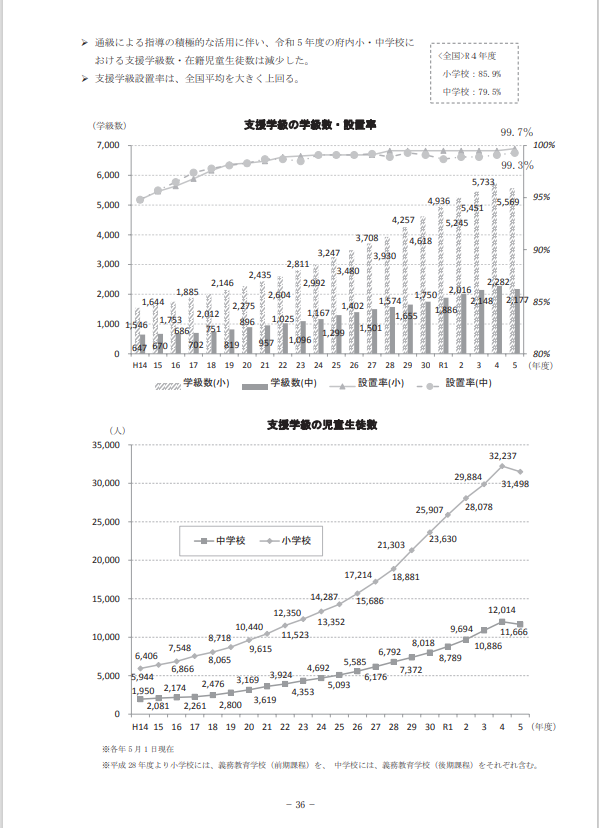 ➢ 通級による指導の積極的な活用に伴い、令和５年度の府内小・中学校に
おける支援学級数・在籍児童生徒数は減少した。
➢ 支援学級設置率は、全国平均を大きく上回る。
<全国>R４年度
小学校：85.9%
中学校：79.5%
（学級数）
支援学級の学級数・設置率
99.7%
99.3%
7,000
6,000
5,000
4,000
3,000
2,000
1,000
0
100%
95%
90%
85%
80%
1,546 1,644 1,753 1,885 2,012 2,146 2,275 2,435 2,604 2,811 2,992 3,247 3,480 3,708 3,930 4,257 4,618 4,936 5,245 5,451 5,733 5,569
647 670 686 702 751 819 896 957 1,025 1,096 1,167 1,299 1,402 1,501 1,574 1,655 1,750 1,886 2,016 2,148 2,282 2,177
H14 15 16 17 18 19 20 21 22 23 24 25 26 27 28 29 30 R1 2 3 4 5 （年度）
学級数(小) 学級数(中) 設置率(小) 設置率(中)
支援学級の児童生徒数
（人）
35,000
30,000
25,000
20,000
15,000
10,000
5,000
0
中学校 小学校
5,944 6,406 6,866 7,548 8,065 8,718 9,615 10,440 11,523 12,350 13,352 14,287 15,686 17,214 18,881 21,303 23,630 25,907 28,078 29,884 32,237 31,498
1,950 2,081 2,174 2,261 2,476 2,800 3,169 3,619 3,924 4,353 4,692 5,093 5,585 6,176 6,792 7,372 8,018 8,789 9,694 10,886 12,014 11,666
H14 15 16 17 18 19 20 21 22 23 24 25 26 27 28 29 30 R1 2 3 4 5 （年度）
※各年５月１日現在
※平成 28 年度より小学校には、義務教育学校（前期課程）を、 中学校には、義務教育学校（後期課程）をそれぞれ含む。
－ 36 －